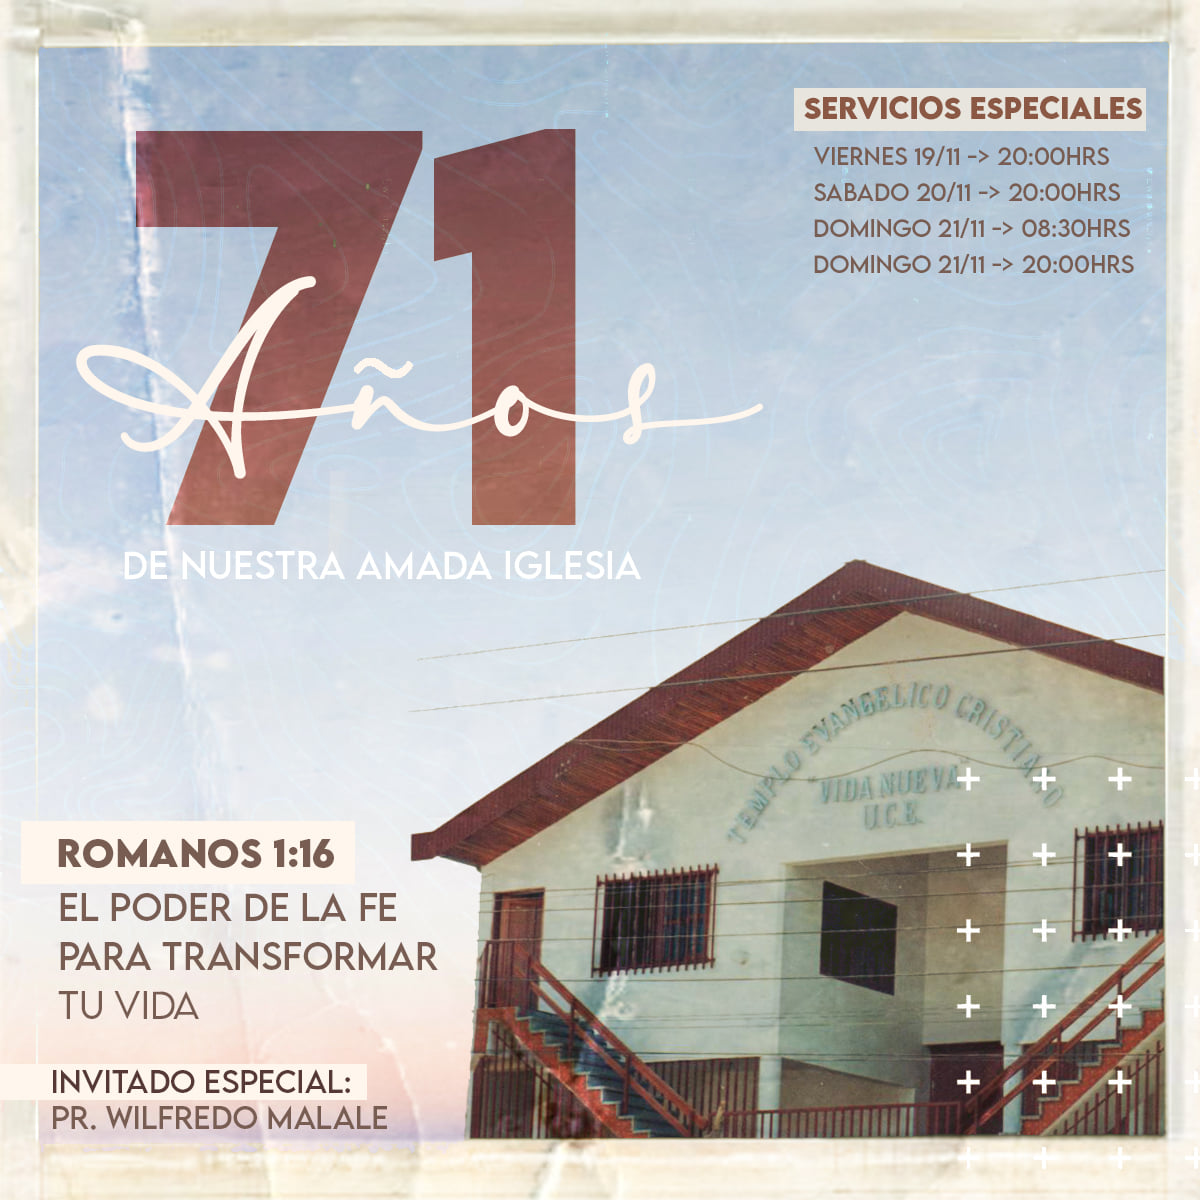 71
Años
DE NUESTRA AMADA IGLESIA
SERVICIOS ESPECIALES
VIERNES 19/11 -> 20:00HRS
SABADO 20/11 -> 20:00HRS
DOMINGO 21/11 -> 08:30HRS
DOMINGO 21/11 -> 20:00HRS
TEMPLO EVANGELICO CRISTIANO
"VIDA NUEVA"
U.C.E.
ROMANOS 1:16
EL PODER DE LA FE
PARA TRANSFORMAR
TU VIDA
INVITADO ESPECIAL:
PR. WILFREDO MALALE